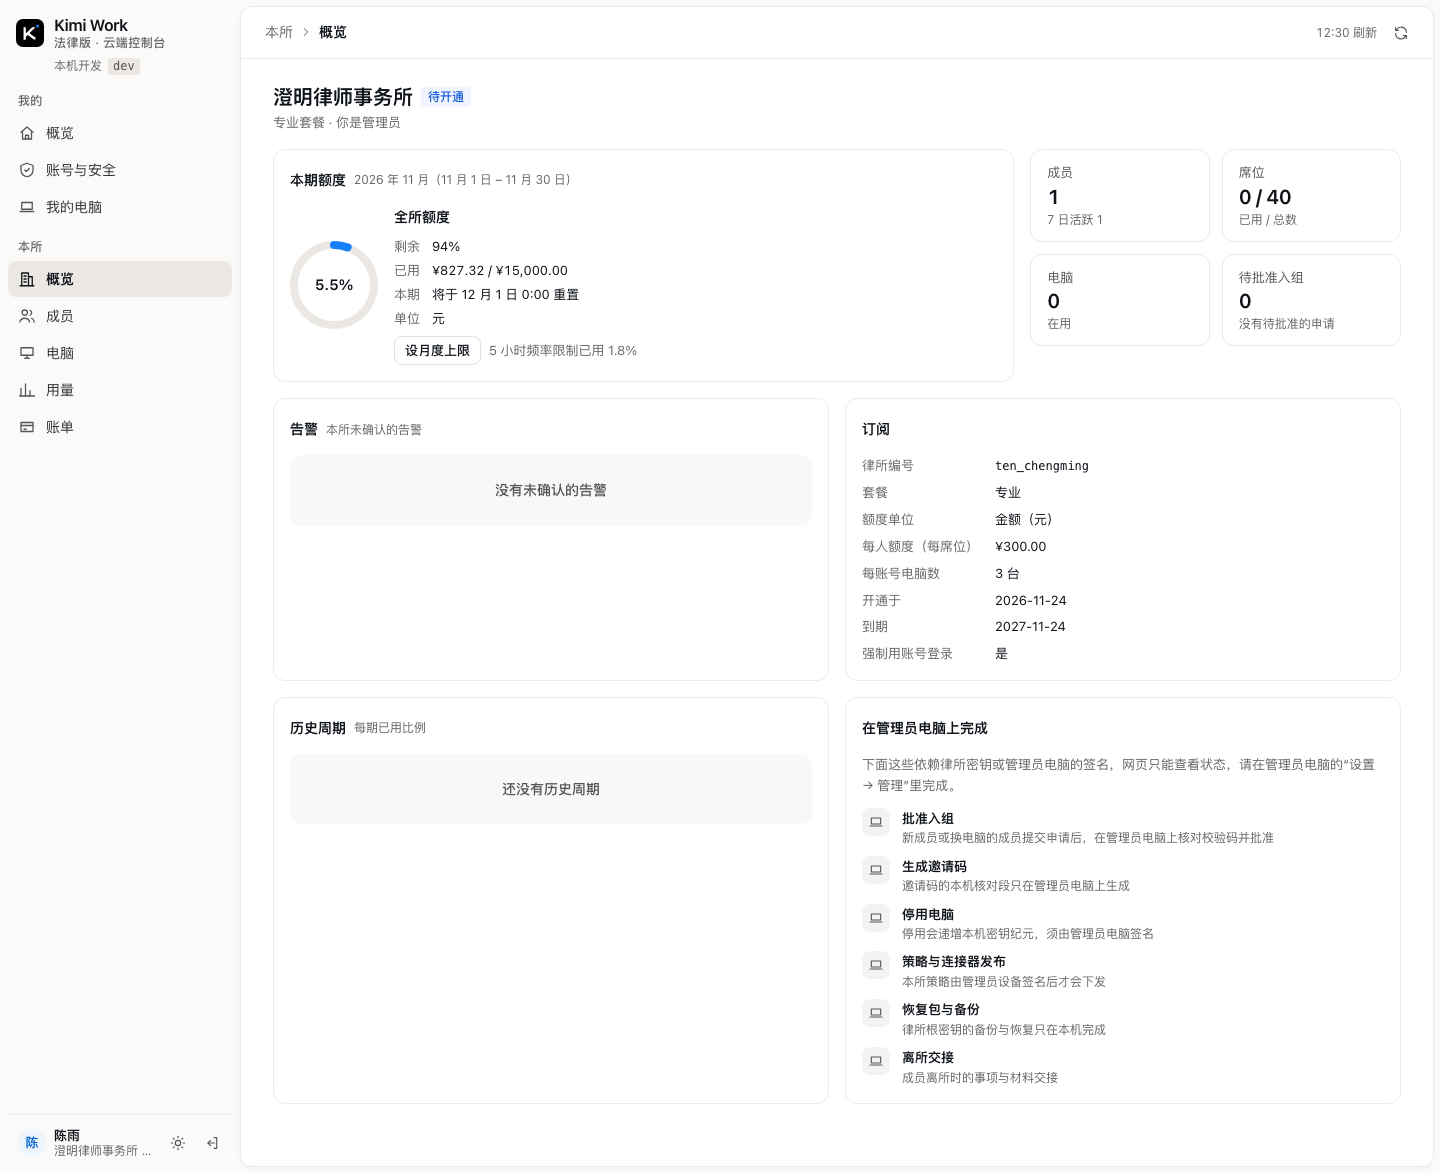 Kimi Work
法律版 · 云端控制台
本机开发 dev
我的
概览
账号与安全
我的电脑
本所
概览
成员
电脑
用量
账单
陈
陈雨
澄明律师事务所 ...
本所 > 概览
12:30 刷新
澄明律师事务所 待开通
专业套餐 · 你是管理员
本期额度 2026 年 11 月（11 月 1 日 – 11 月 30 日）
5.5%
全所额度
剩余 94%
已用 ¥827.32 / ¥15,000.00
本期 将于 12 月 1 日 0:00 重置
单位 元
设月度上限 5 小时频率限制已用 1.8%
成员
1
7 日活跃 1
席位
0 / 40
已用 / 总数
电脑
0
在用
待批准入组
0
没有待批准的申请
告警 本所未确认的告警
没有未确认的告警
订阅
律所编号 ten_chengming
套餐 专业
额度单位 金额（元）
每人额度（每席位） ¥300.00
每账号电脑数 3 台
开通于 2026-11-24
到期 2027-11-24
强制用账号登录 是
历史周期 每期已用比例
还没有历史周期
在管理员电脑上完成
下面这些依赖律所密钥或管理员电脑的签名，网页只能查看状态，请在管理员电脑的“设置
→ 管理”里完成。
批准入组
新成员或换电脑的成员提交申请后，在管理员电脑上核对校验码并批准
生成邀请码
邀请码的本机核对段只在管理员电脑上生成
停用电脑
停用会递增本机密钥纪元，须由管理员电脑签名
策略与连接器发布
本所策略由管理员设备签名后才会下发
恢复包与备份
律所根密钥的备份与恢复只在本机完成
离所交接
成员离所时的事项与材料交接